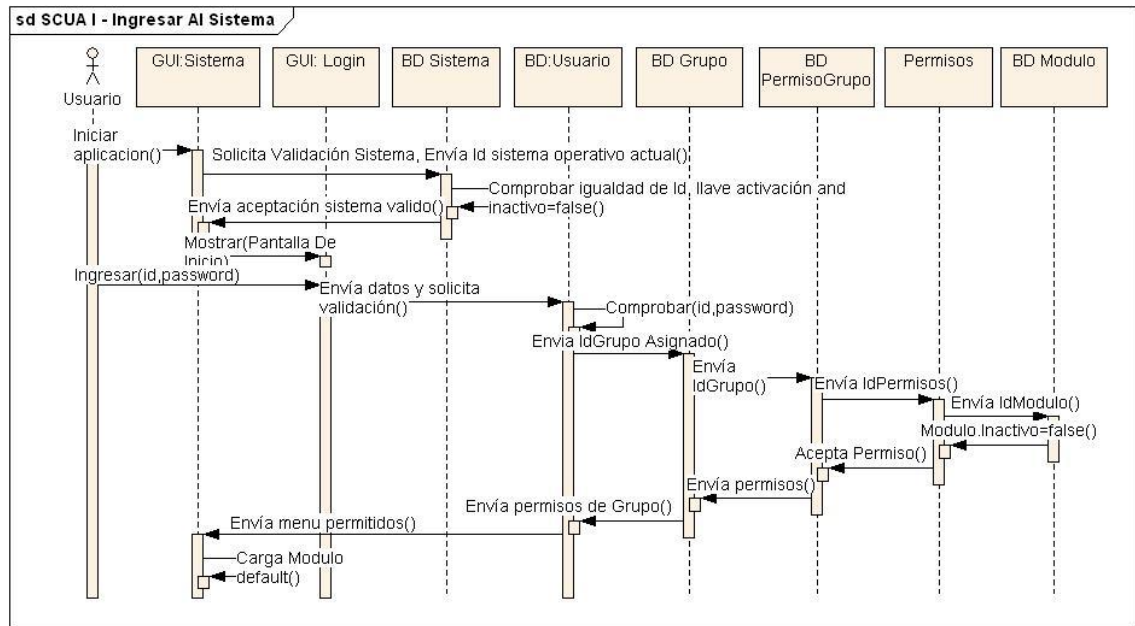 sd SCUA I - Ingresar Al Sistema
Usuario
GUI:Sistema
GUI: Login
BD Sistema
BD:Usuario
BD Grupo
BD
PermisoGrupo
Permisos
BD Modulo
Iniciar
aplicacion()
Solicita Validación Sistema, Envía Id sistema operativo actual()
Comprobar igualdad de Id, llave activación and
inactivo=false()
Envía aceptación sistema valido()
Mostrar(Pantalla De
Inicio)
Ingresar(id,password)
Envía datos y solicita
validación()
Comprobar(id,password)
Envia IdGrupo Asignado()
Envía
IdGrupo()
Envía IdPermisos()
Envía IdModulo()
Modulo.Inactivo=false()
Acepta Permiso()
Envía permisos()
Envía permisos de Grupo()
Envía menu permitidos()
Carga Modulo
default()